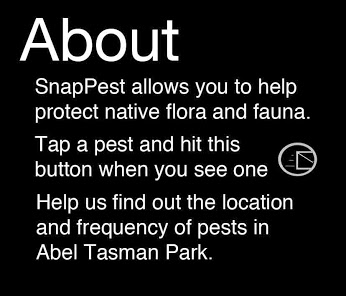 About
SnapPest allows you to help
protect native flora and fauna.
Tap a pest and hit this
button when you see one
Help us find out the location
and frequency of pests in
Abel Tasman Park.